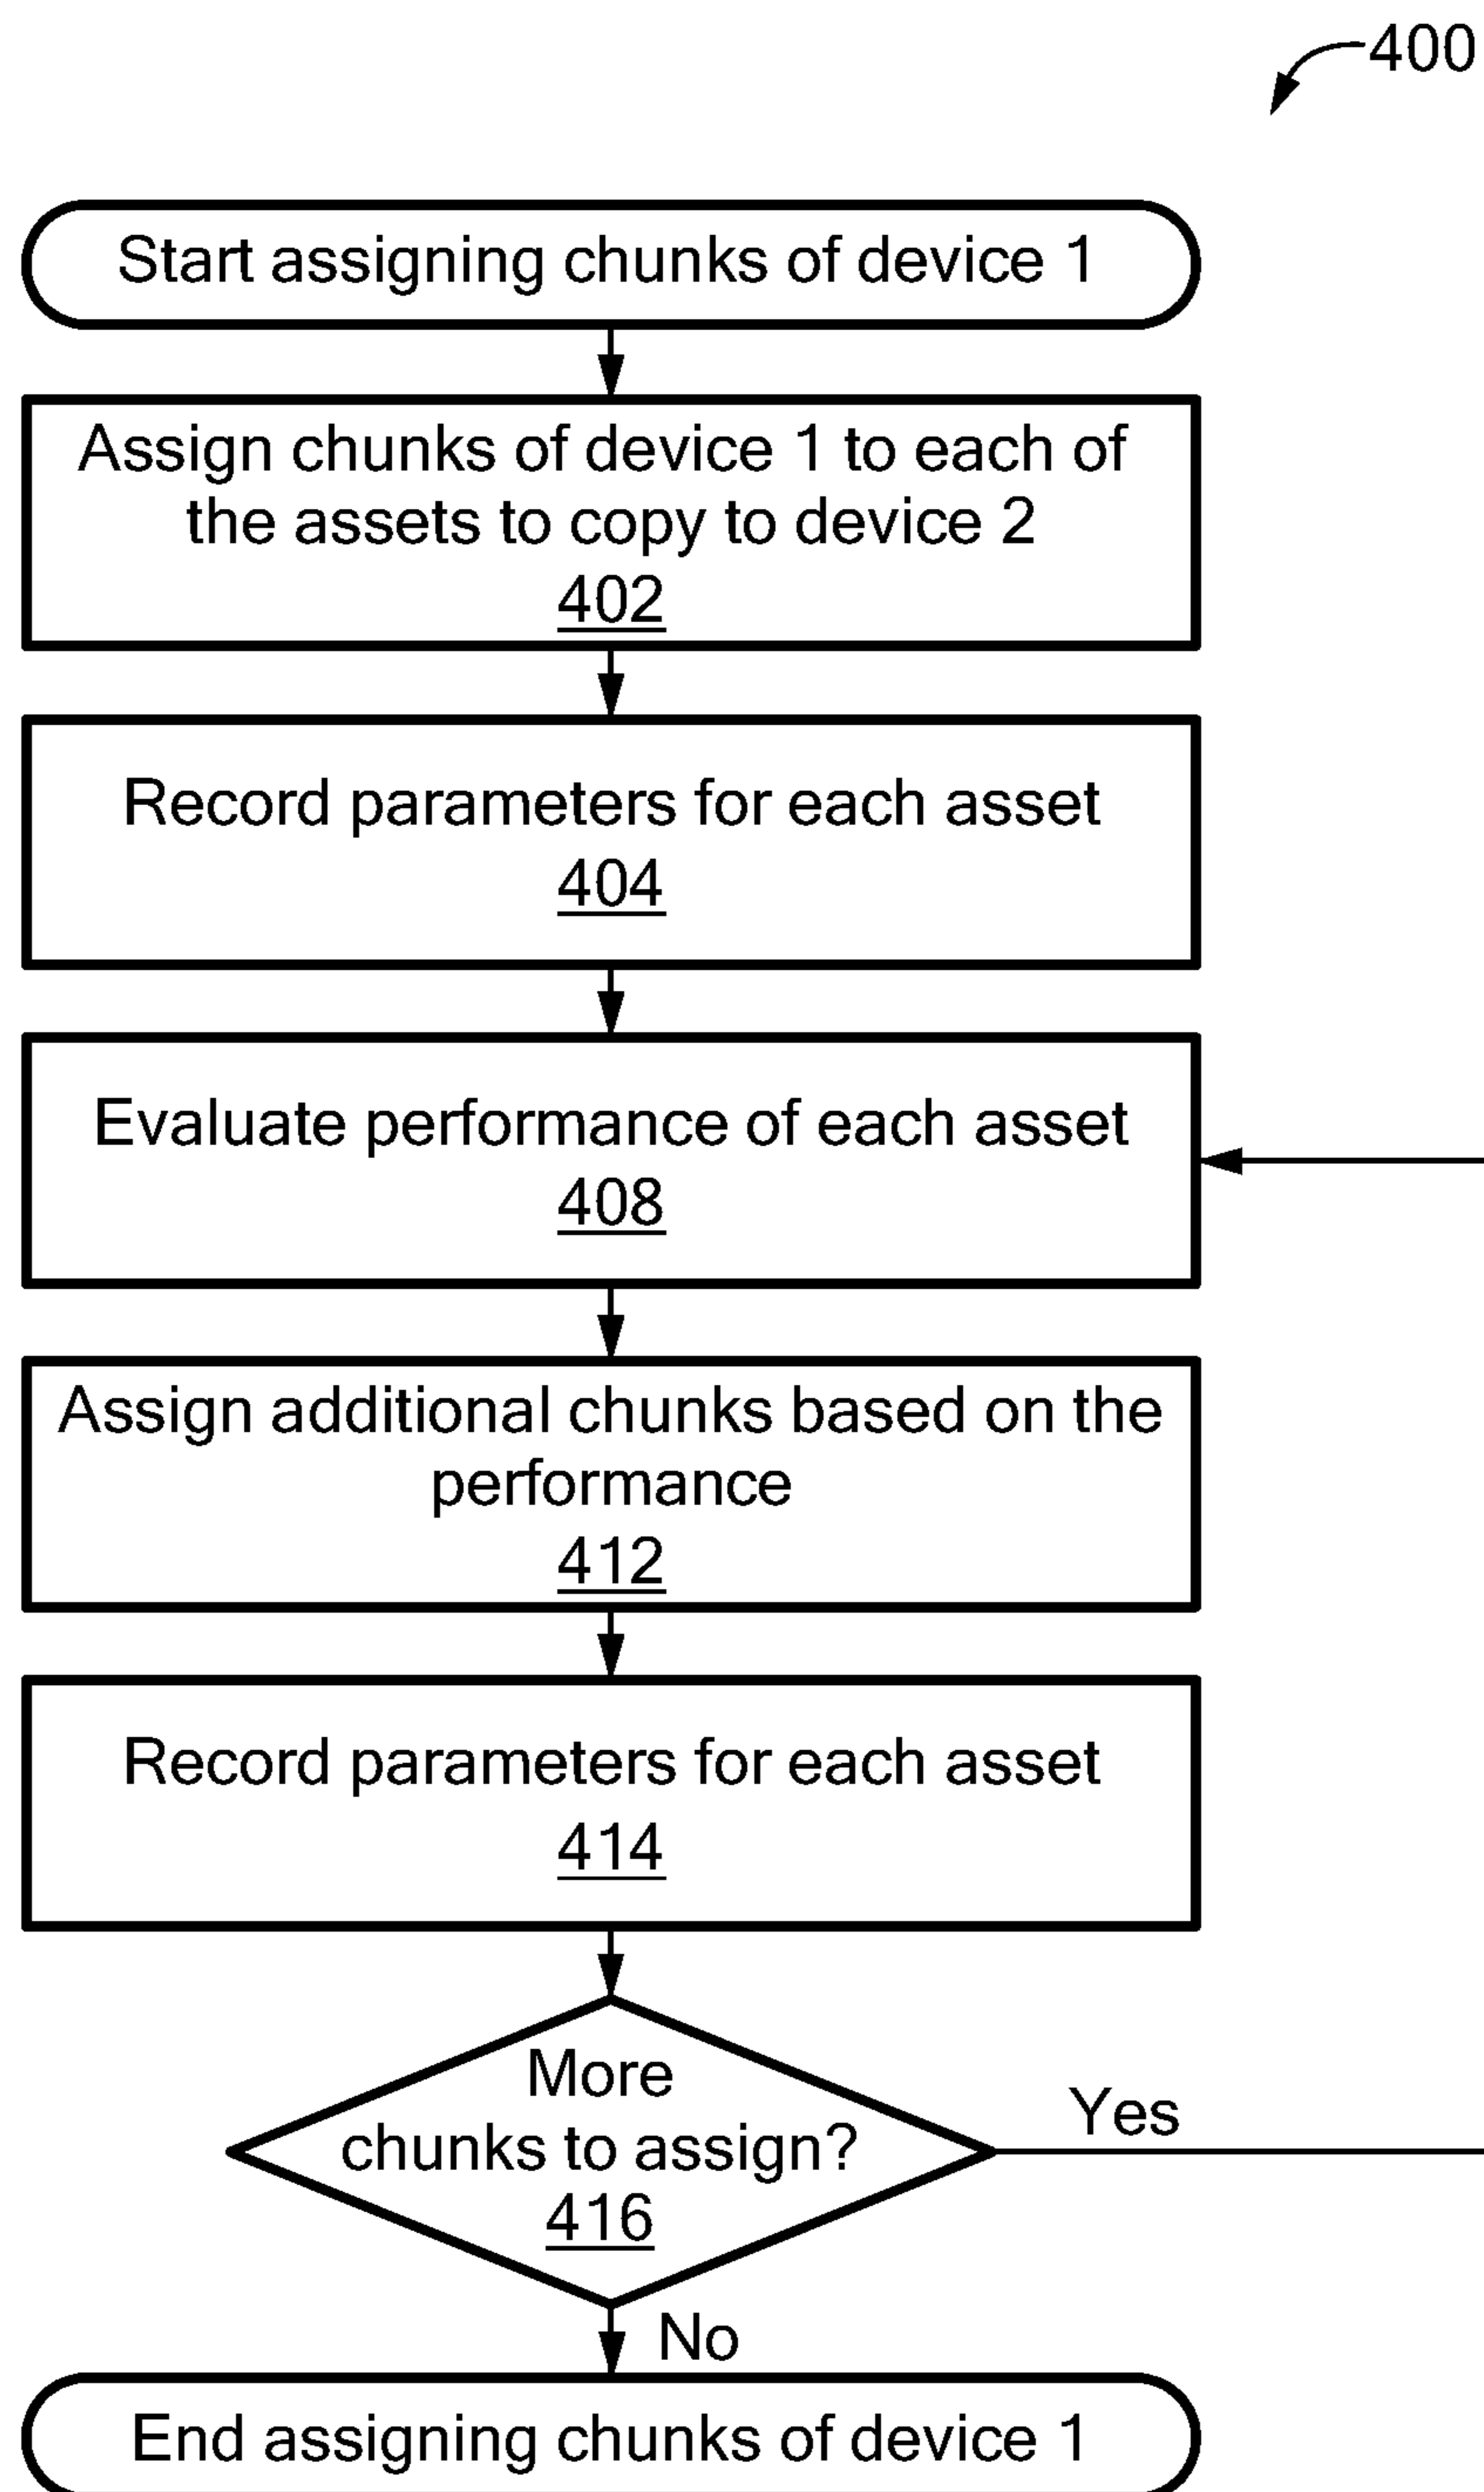 400
Start assigning chunks of device 1
Assign chunks of device 1 to each of
the assets to copy to device 2
402
Record parameters for each asset
404
Evaluate performance of each asset
408
Assign additional chunks based on the
performance
412
Record parameters for each asset
414
More
chunks to assign?
416
Yes
No
End assigning chunks of device 1